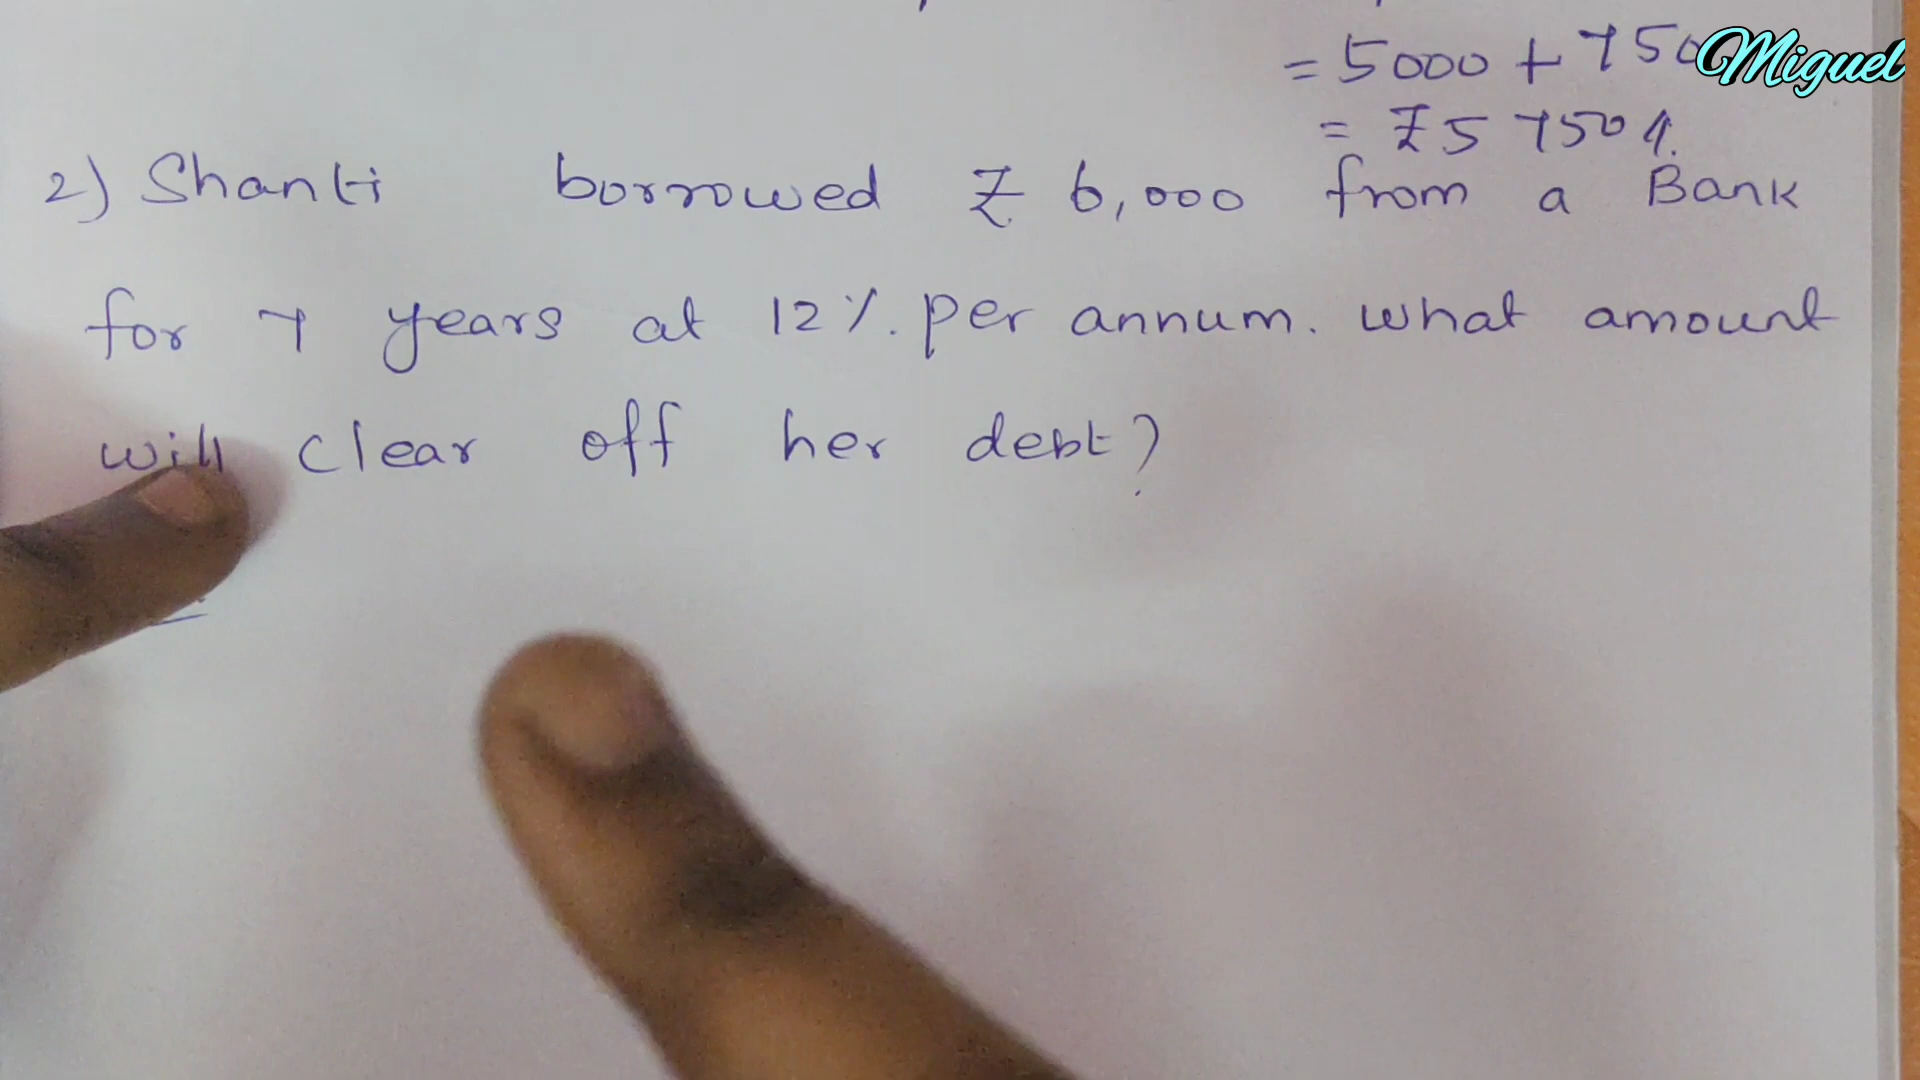 = 5000 + 750
Miguel
= ₹5750/.
2) Shanti borrowed ₹ 6,000 from a Bank
for 7 years at 12%. per annum. what amount
will clear off her debt?